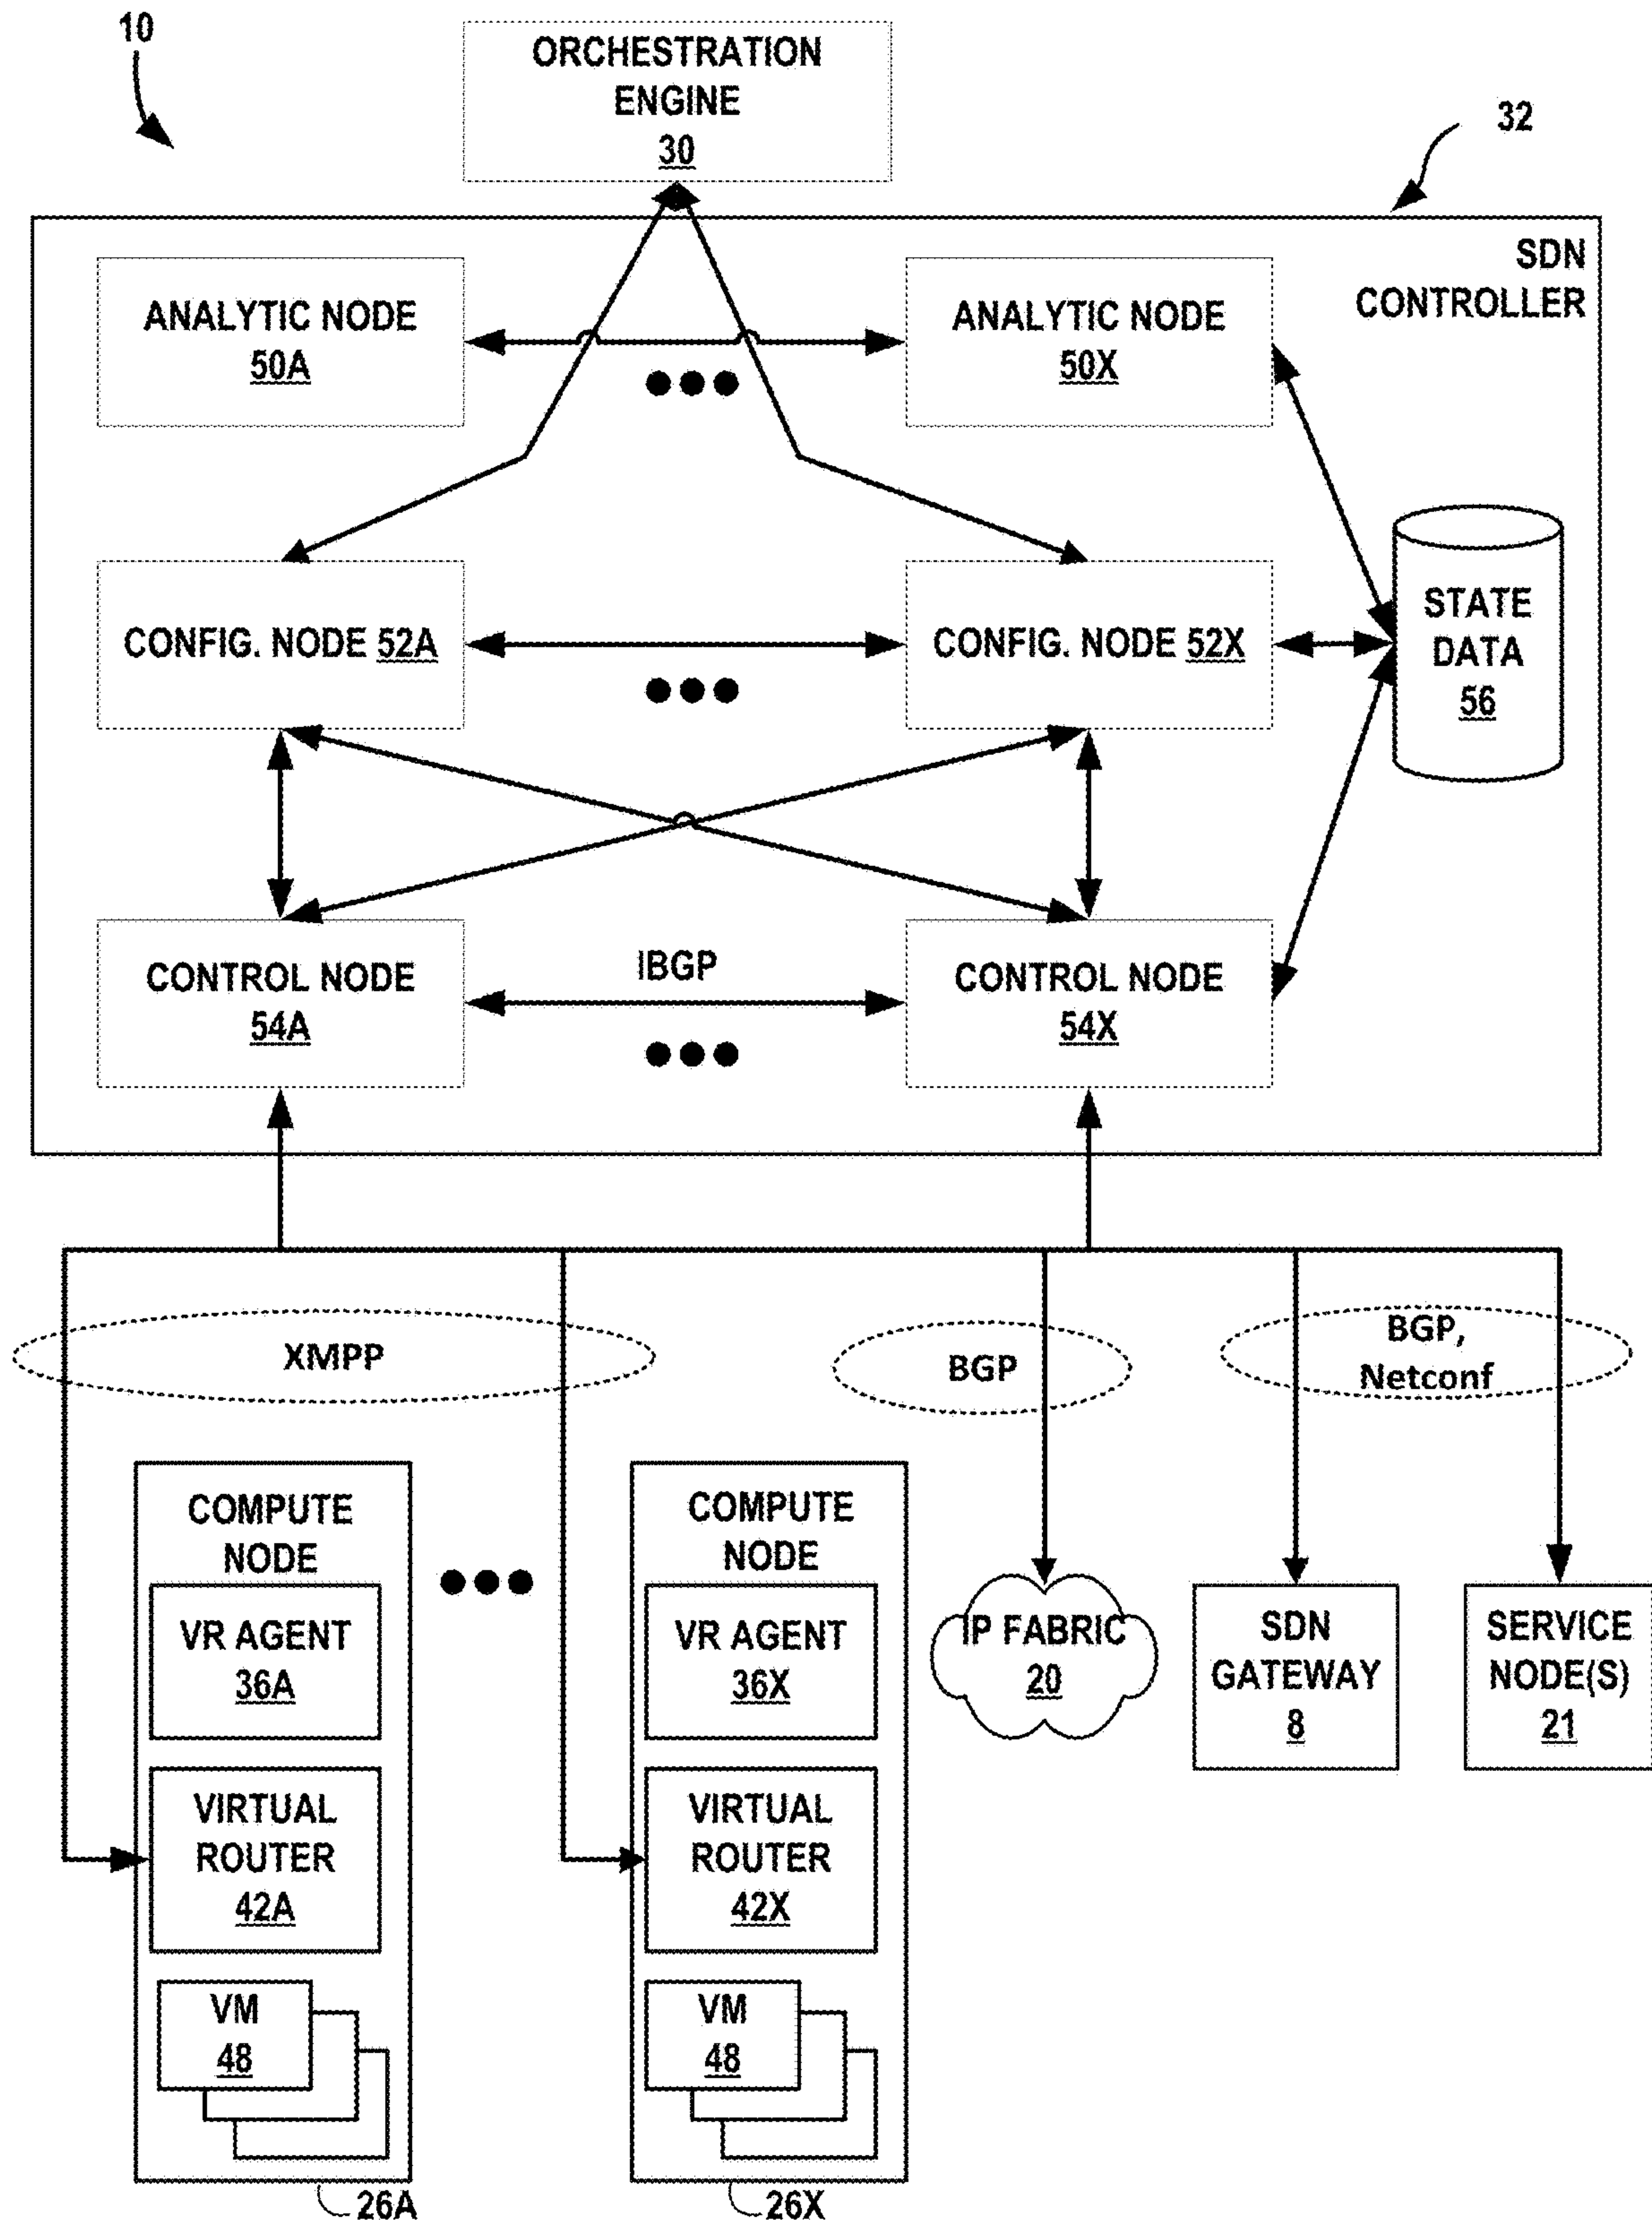 10
ORCHESTRATION
ENGINE
30
32
SDN
CONTROLLER
ANALYTIC NODE
50A
ANALYTIC NODE
50X
CONFIG. NODE 52A
CONFIG. NODE 52X
STATE
DATA
56
CONTROL NODE
54A
IBGP
CONTROL NODE
54X
XMPP
BGP
BGP,
Netconf
COMPUTE
NODE
VR AGENT
36A
VIRTUAL
ROUTER
42A
VM
48
26A
COMPUTE
NODE
VR AGENT
36X
VIRTUAL
ROUTER
42X
VM
48
26X
IP FABRIC
20
SDN
GATEWAY
8
SERVICE
NODE(S)
21